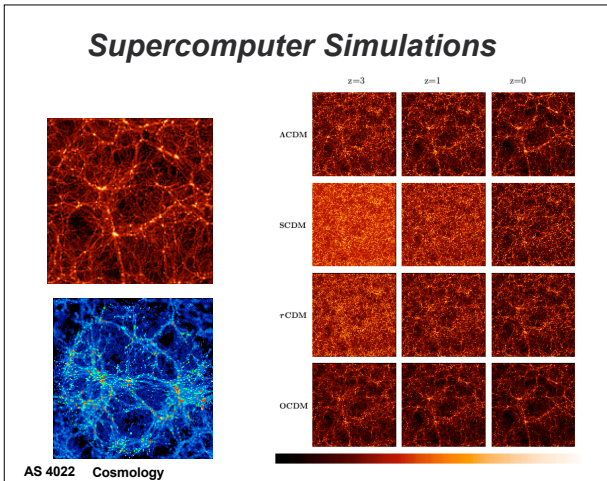 Supercomputer Simulations
z=3 z=1 z=0
ΛCDM
SCDM
τCDM
OCDM
AS 4022 Cosmology